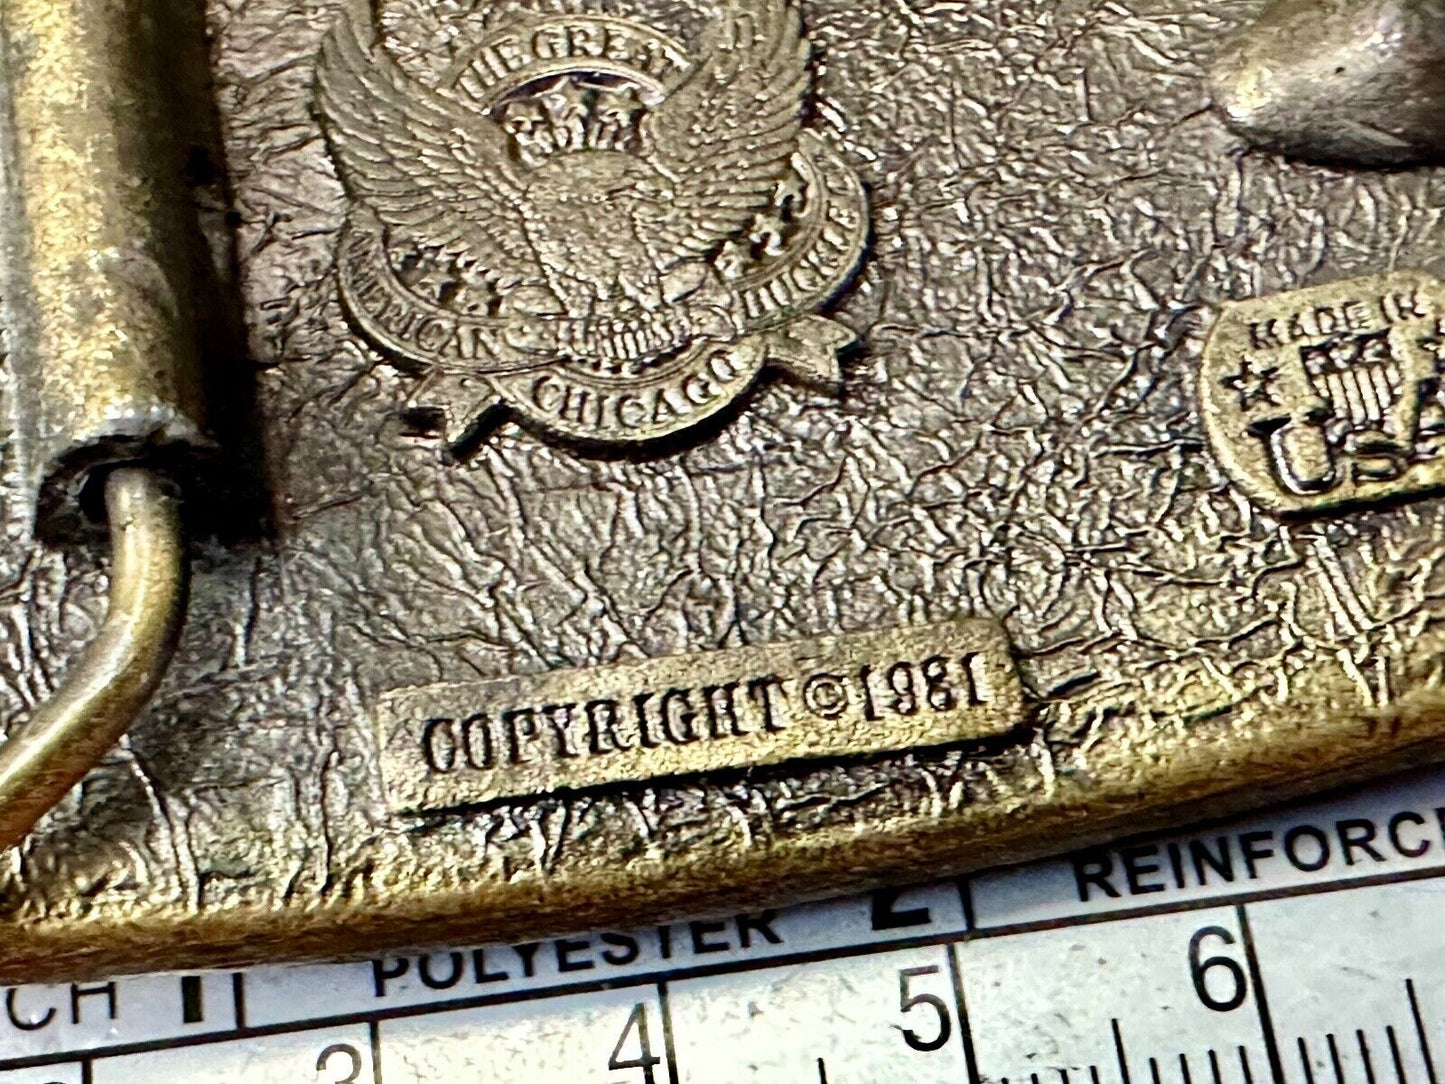 THE GREAT
AMERICAN BUCKLE
CHICAGO
MADE IN
USA
COPYRIGHT © 1981
POLYESTER 2 REINFORC
CH 1
3 4 5 6